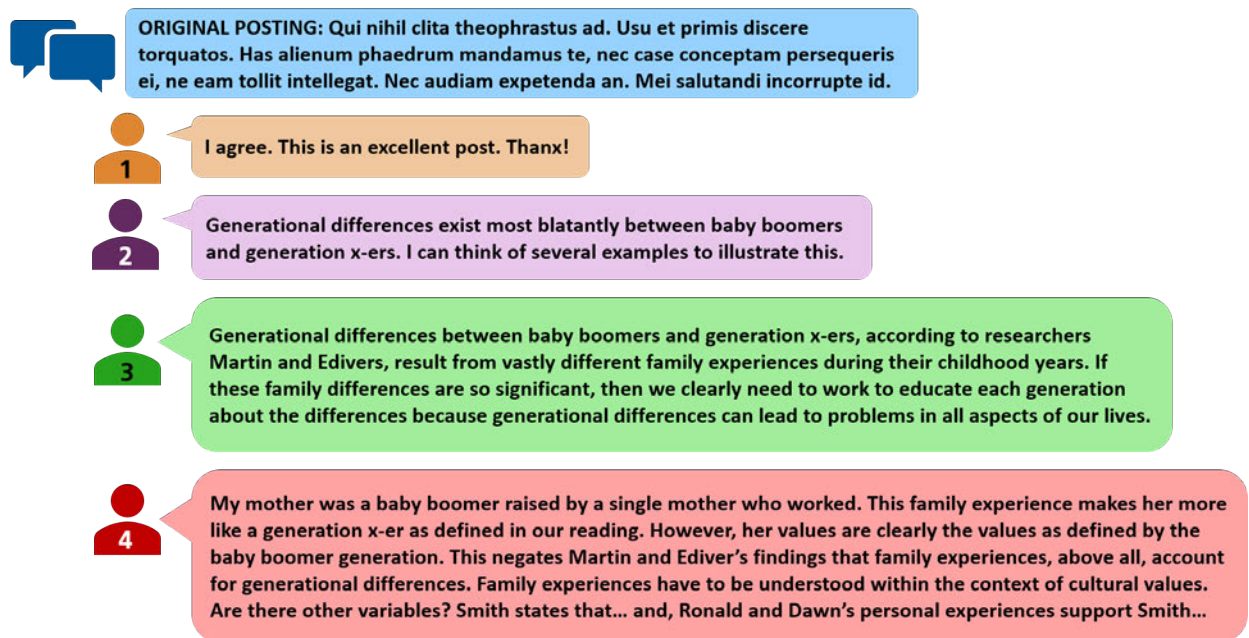 ORIGINAL POSTING: Qui nihil clita theophrastus ad. Usu et primis discere
torquatos. Has alienum phaedrum mandamus te, nec case conceptam persequeris
ei, ne eam tollit intellegat. Nec audiam expetenda an. Mei salutandi incorrupte id.
1
I agree. This is an excellent post. Thanx!
2
Generational differences exist most blatantly between baby boomers
and generation x-ers. I can think of several examples to illustrate this.
3
Generational differences between baby boomers and generation x-ers, according to researchers
Martin and Edivers, result from vastly different family experiences during their childhood years. If
these family differences are so significant, then we clearly need to work to educate each generation
about the differences because generational differences can lead to problems in all aspects of our lives.
4
My mother was a baby boomer raised by a single mother who worked. This family experience makes her more
like a generation x-er as defined in our reading. However, her values are clearly the values as defined by the
baby boomer generation. This negates Martin and Ediver’s findings that family experiences, above all, account
for generational differences. Family experiences have to be understood within the context of cultural values.
Are there other variables? Smith states that… and, Ronald and Dawn’s personal experiences support Smith…